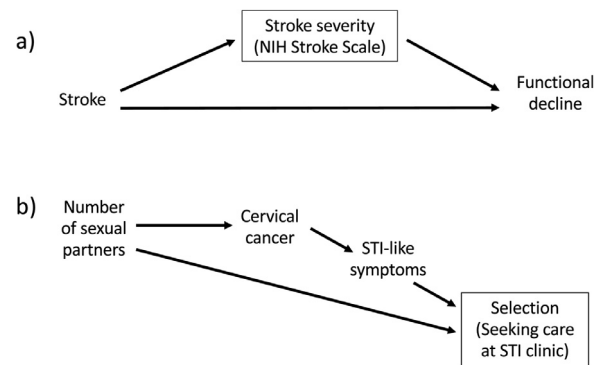 a)
Stroke severity
(NIH Stroke Scale)
Stroke
Functional
decline
b)
Number
of sexual
partners
Cervical
cancer
STI-like
symptoms
Selection
(Seeking care
at STI clinic)